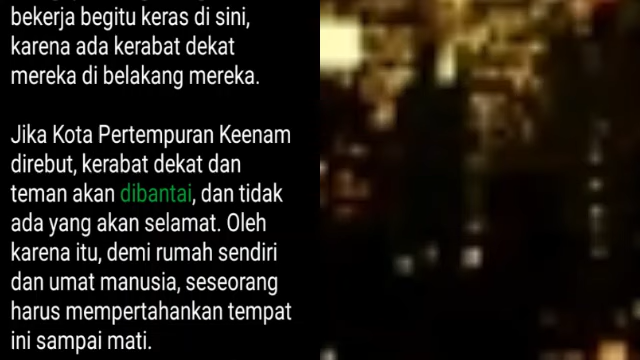 bekerja begitu keras di sini,
karena ada kerabat dekat
mereka di belakang mereka.
Jika Kota Pertempuran Keenam
direbut, kerabat dekat dan
teman akan dibantai, dan tidak
ada yang akan selamat. Oleh
karena itu, demi rumah sendiri
dan umat manusia, seseorang
harus mempertahankan tempat
ini sampai mati.